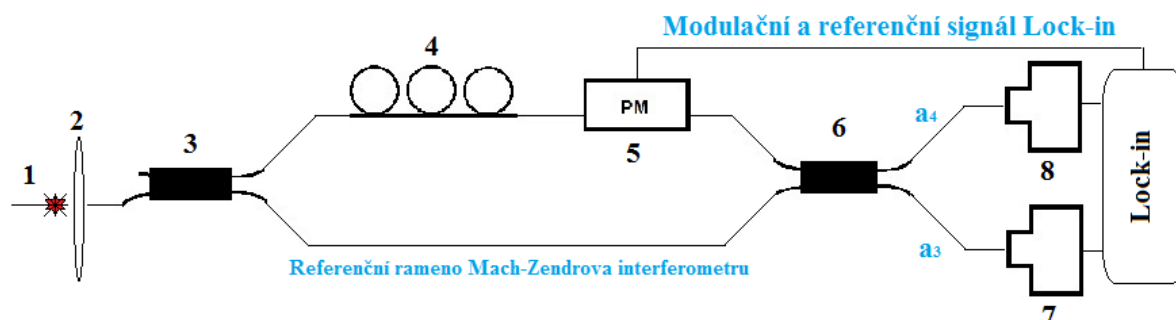 Modulační a referenční signál Lock-in
4
2
PM
a4
3
6
1
5
8
Lock-in
Referenční rameno Mach-Zendrova interferometru
a3
7